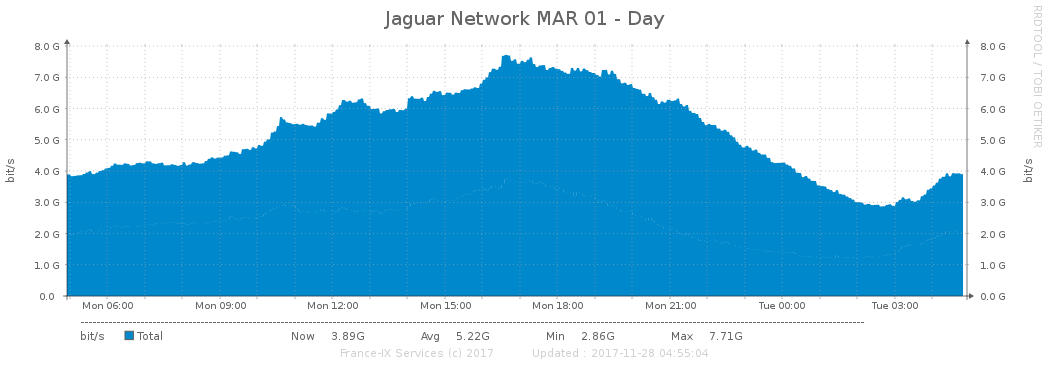 Jaguar Network MAR 01 - Day
RRDTOOL / TOBI OETIKER
8.0 G 8.0 G
7.0 G 7.0 G
6.0 G 6.0 G
5.0 G 5.0 G
4.0 G 4.0 G
3.0 G 3.0 G
2.0 G 2.0 G
1.0 G 1.0 G
0.0 0.0 G
bit/s bit/s
Mon 06:00 Mon 09:00 Mon 12:00 Mon 15:00 Mon 18:00 Mon 21:00 Tue 00:00 Tue 03:00
bit/s Total Now 3.89G Avg 5.22G Min 2.86G Max 7.71G
France-IX Services (c) 2017 Updated : 2017-11-28 04:55:04